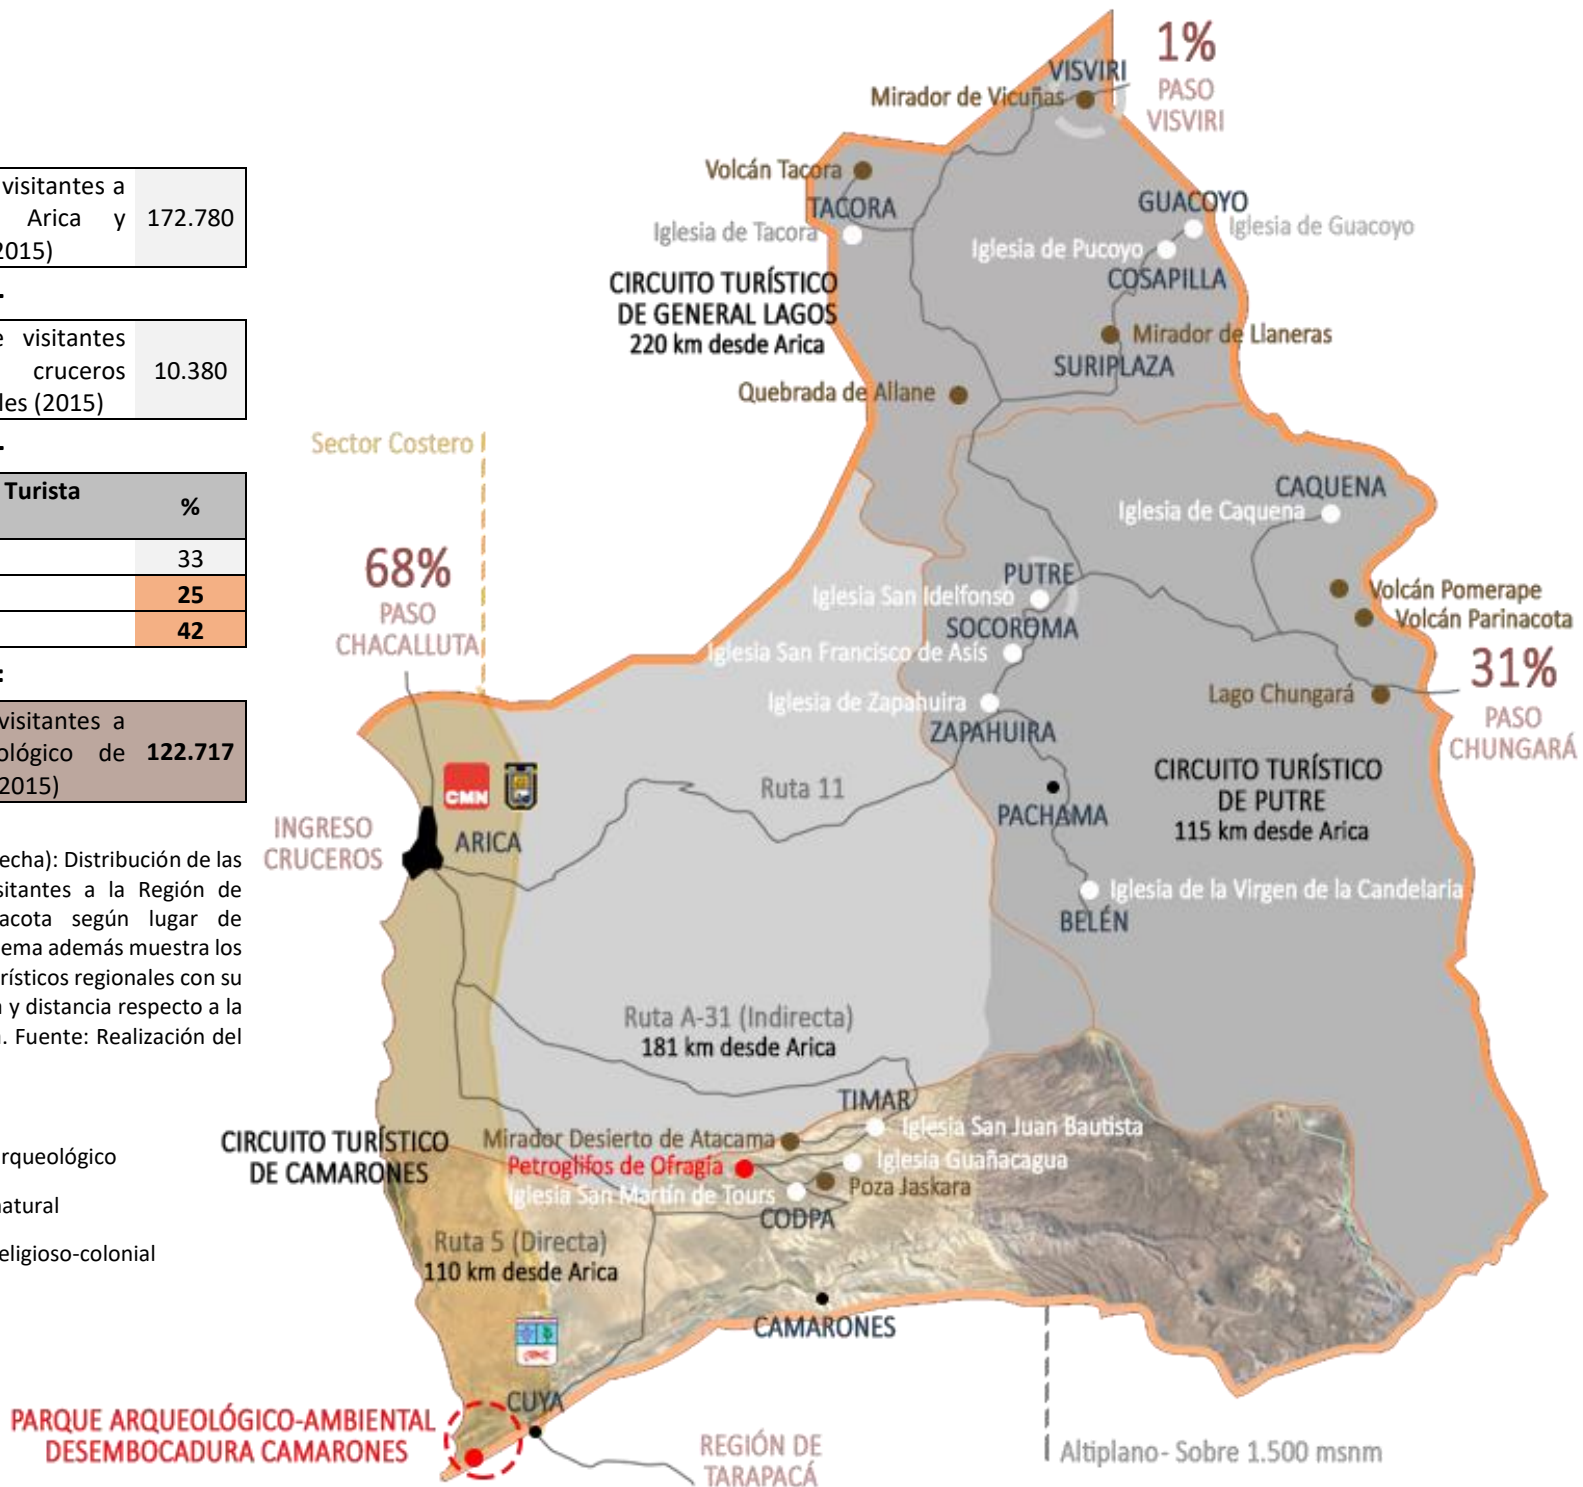 visitantes a
Arica y
2015)
172.780
.
e visitantes
cruceros
les (2015)
10.380
.
Turista
%
33
25
42
:
visitantes a
ológico de
2015)
122.717
echa): Distribución de las
sitantes a la Región de
acota según lugar de
ema además muestra los
rísticos regionales con su
a y distancia respecto a la
. Fuente: Realización del
rqueológico
natural
eligioso-colonial
1%
PASO
VISVIRI
VISVIRI
Mirador de Vicuñas
Volcán Tacora
TACORA
Iglesia de Tacora
GUACOYO
Iglesia de Guacoyo
Iglesia de Pucoyo
COSAPILLA
CIRCUITO TURÍSTICO
DE GENERAL LAGOS
220 km desde Arica
Mirador de Llaneras
SURIPLAZA
Quebrada de Allane
Sector Costero
CAQUENA
Iglesia de Caquena
68%
PASO
CHACALLUTA
PUTRE
Iglesia San Idelfonso
SOCOROMA
Iglesia San Francisco de Asís
Iglesia de Zapahuira
ZAPAHUIRA
Volcán Pomerape
Volcán Parinacota
31%
PASO
CHUNGARÁ
Lago Chungará
CIRCUITO TURÍSTICO
DE PUTRE
115 km desde Arica
Ruta 11
PACHAMA
CMN
INGRESO
CRUCEROS
ARICA
Iglesia de la Virgen de la Candelaria
BELÉN
Ruta A-31 (Indirecta)
181 km desde Arica
TIMAR
Iglesia San Juan Bautista
CIRCUITO TURÍSTICO
DE CAMARONES
Mirador Desierto de Atacama
Petroglifos de Ofragía
Iglesia Guañacagua
Iglesia San Martín de Tours
Poza Jaskara
CODPA
Ruta 5 (Directa)
110 km desde Arica
CAMARONES
CUYA
PARQUE ARQUEOLÓGICO-AMBIENTAL
DESEMBOCADURA CAMARONES
REGIÓN DE
TARAPACÁ
Altiplano- Sobre 1.500 msnm